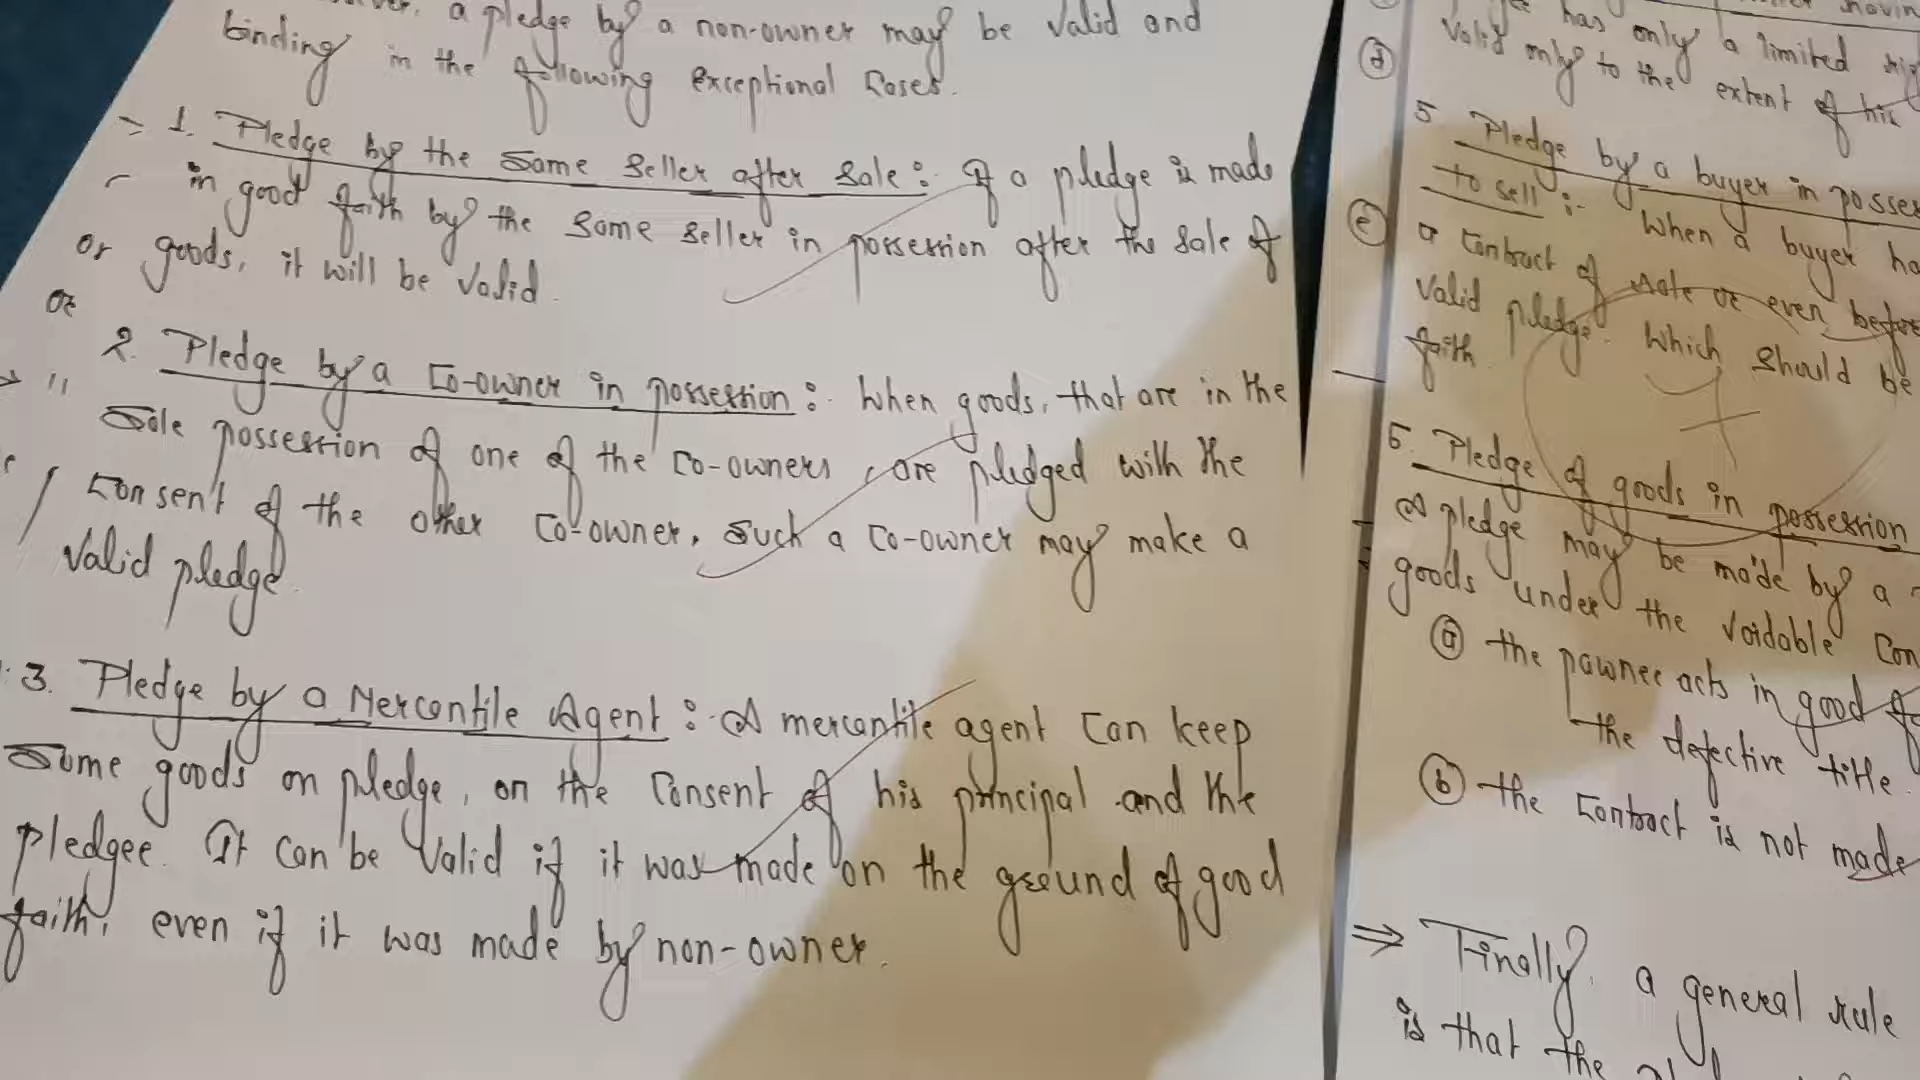 a pledge by a non-owner may be valid and
binding in the following exceptional Cases.
1. Pledge by the Same Seller after Sale :- If a pledge is made
in good faith by the Same Seller in possession after the Sale of
or goods, it will be Valid.
or
2. Pledge by a Co-owner in possession :- When goods, that are in the
Sole possession of one of the Co-owners, are pledged with the
Consent of the other Co-owner, Such a Co-owner may make a
Valid pledge.
3. Pledge by a Mercantile Agent :- A mercantile agent Can keep
Some goods on pledge, on the Consent of his principal and the
pledgee. It Can be Valid if it was made on the ground of good
faith, even if it was made by non-owner.
has only a limited
(d) Valid only to the extent of his
5. Pledge by a buyer in
to sell :- When a buyer
(e) a Contract of sale or even before
Valid pledge. Which Should be
faith.
6. Pledge of goods in possession
A pledge may be made by a
goods under the Voidable
(a) the pawnee acts in good
the defective title.
(b) the Contract is not made
⇒ Finally, a general rule
is that the